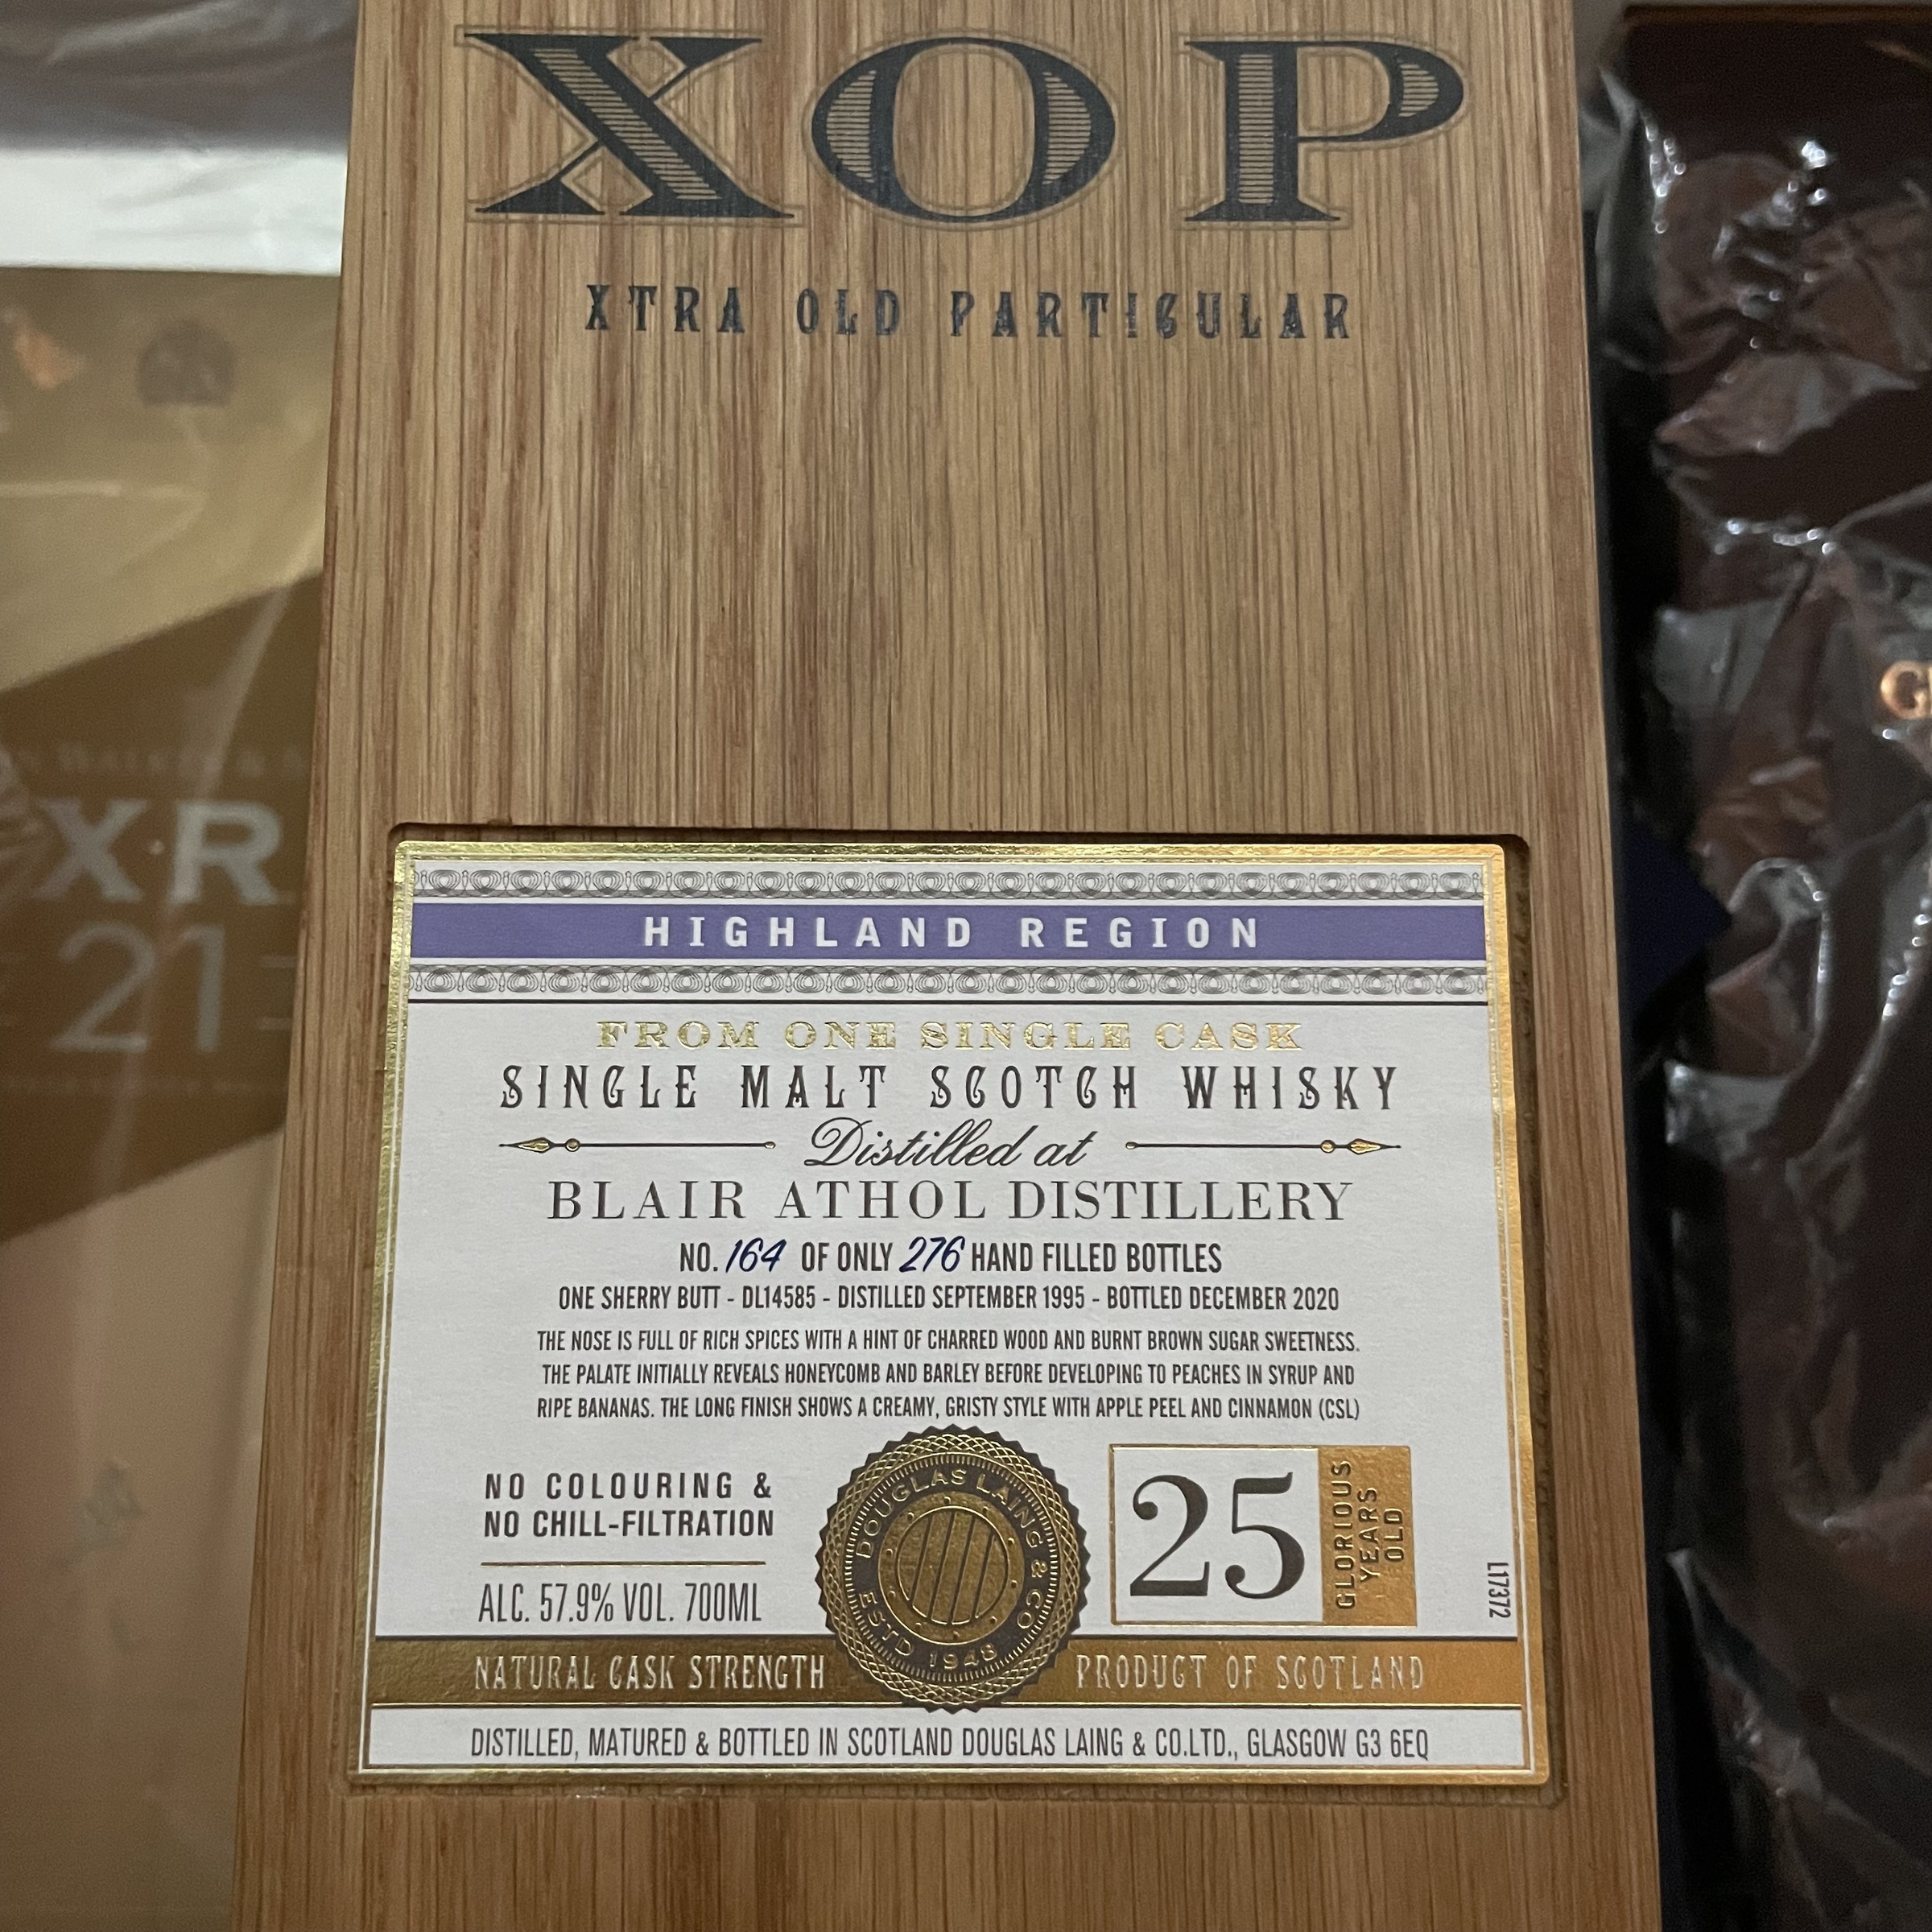 XOP
XTRA OLD PARTICULAR
XR
21
HIGHLAND REGION
FROM ONE SINGLE CASK
SINGLE MALT SCOTCH WHISKY
Distilled at
BLAIR ATHOL DISTILLERY
NO. 164 OF ONLY 276 HAND FILLED BOTTLES
ONE SHERRY BUTT - DL14585 - DISTILLED SEPTEMBER 1995 - BOTTLED DECEMBER 2020
THE NOSE IS FULL OF RICH SPICES WITH A HINT OF CHARRED WOOD AND BURNT BROWN SUGAR SWEETNESS.
THE PALATE INITIALLY REVEALS HONEYCOMB AND BARLEY BEFORE DEVELOPING TO PEACHES IN SYRUP AND
RIPE BANANAS. THE LONG FINISH SHOWS A CREAMY, GRISTY STYLE WITH APPLE PEEL AND CINNAMON (CSL)
NO COLOURING &
NO CHILL-FILTRATION
ALC. 57.9% VOL. 700ML
DOUGLAS LAING & CO
ESTD 1948
25
GLORIOUS
YEARS
OLD
L17372
NATURAL CASK STRENGTH
PRODUCT OF SCOTLAND
DISTILLED, MATURED & BOTTLED IN SCOTLAND DOUGLAS LAING & CO.LTD., GLASGOW G3 6EQ